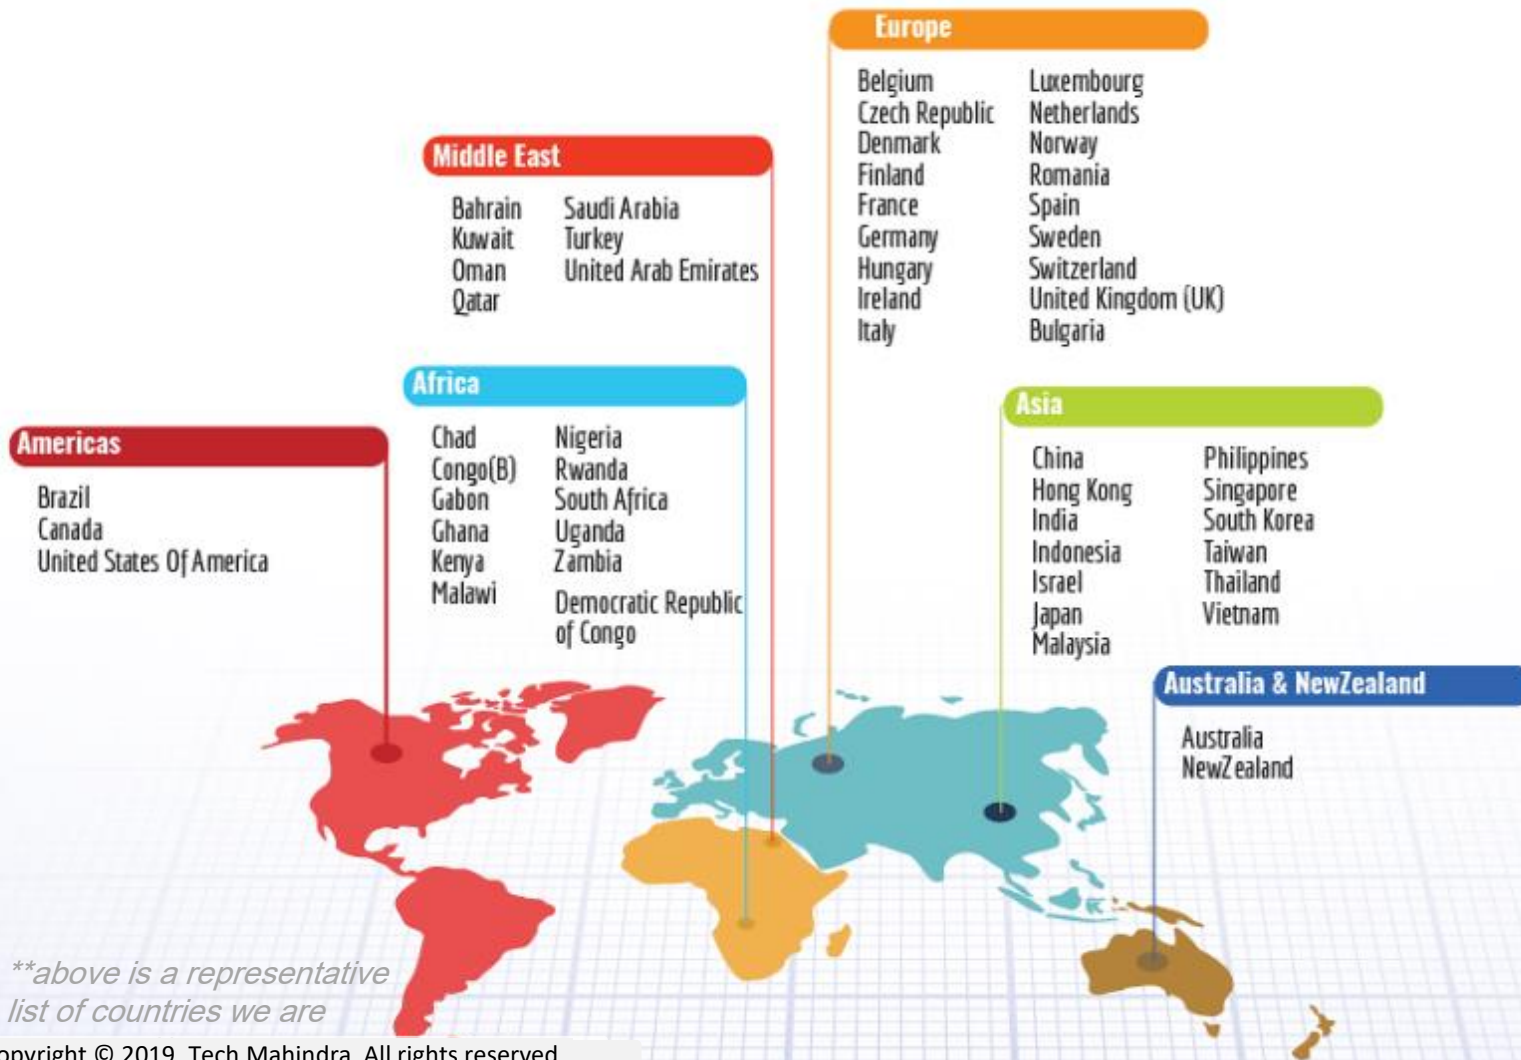 Europe
Belgium
Czech Republic
Denmark
Finland
France
Germany
Hungary
Ireland
Italy
Luxembourg
Netherlands
Norway
Romania
Spain
Sweden
Switzerland
United Kingdom (UK)
Bulgaria
Middle East
Bahrain
Kuwait
Oman
Qatar
Saudi Arabia
Turkey
United Arab Emirates
Africa
Chad
Congo(B)
Gabon
Ghana
Kenya
Malawi
Nigeria
Rwanda
South Africa
Uganda
Zambia
Democratic Republic
of Congo
Americas
Brazil
Canada
United States Of America
Asia
China
Hong Kong
India
Indonesia
Israel
Japan
Malaysia
Philippines
Singapore
South Korea
Taiwan
Thailand
Vietnam
Australia & NewZealand
Australia
NewZealand
**above is a representative
list of countries we are
opyright © 2019 Tech Mahindra. All rights reserved